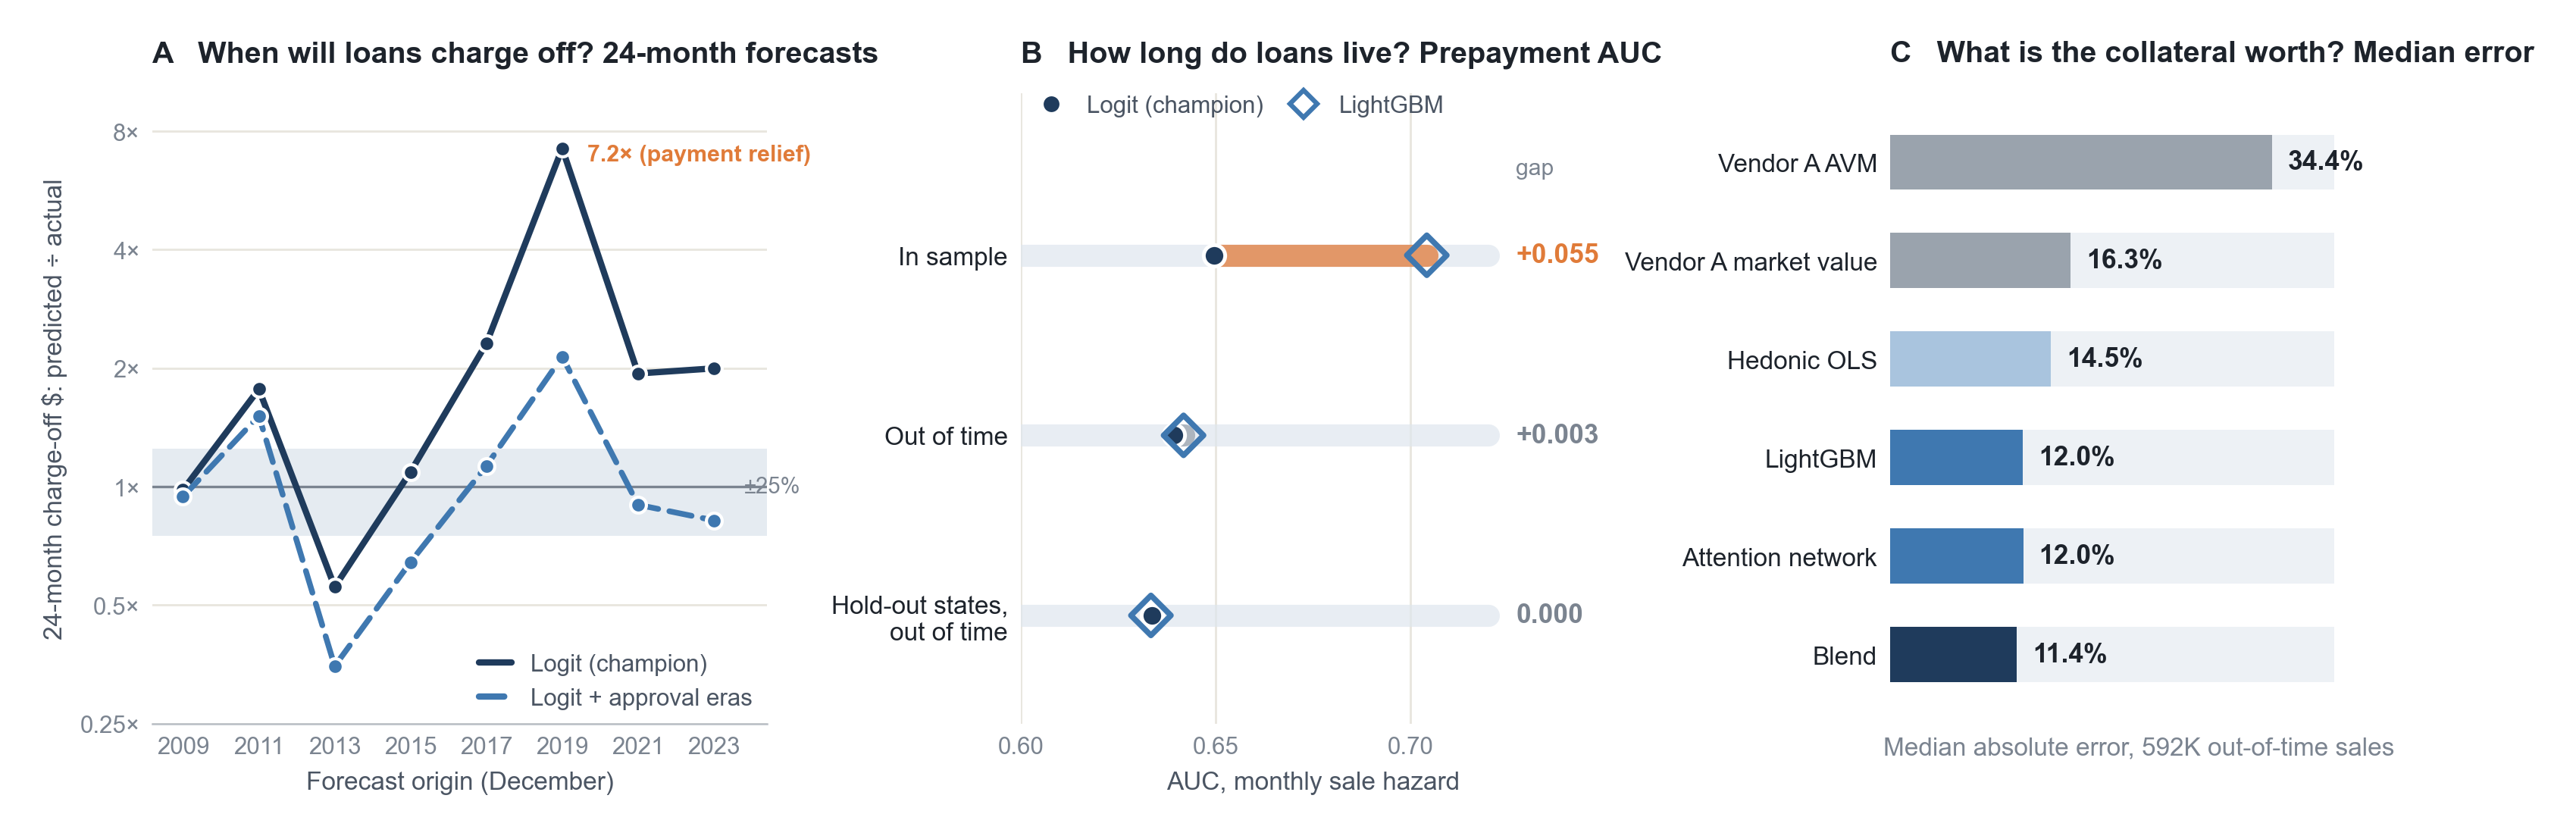 A When will loans charge off? 24-month forecasts
24-month charge-off $: predicted ÷ actual
8×
4×
2×
1×
0.5×
0.25×
7.2× (payment relief)
±25%
Logit (champion)
Logit + approval eras
2009 2011 2013 2015 2017 2019 2021 2023
Forecast origin (December)
B How long do loans live? Prepayment AUC
Logit (champion) LightGBM
gap
In sample +0.055
Out of time +0.003
Hold-out states,
out of time
0.000
0.60 0.65 0.70
AUC, monthly sale hazard
C What is the collateral worth? Median error
Vendor A AVM 34.4%
Vendor A market value 16.3%
Hedonic OLS 14.5%
LightGBM 12.0%
Attention network 12.0%
Blend 11.4%
Median absolute error, 592K out-of-time sales